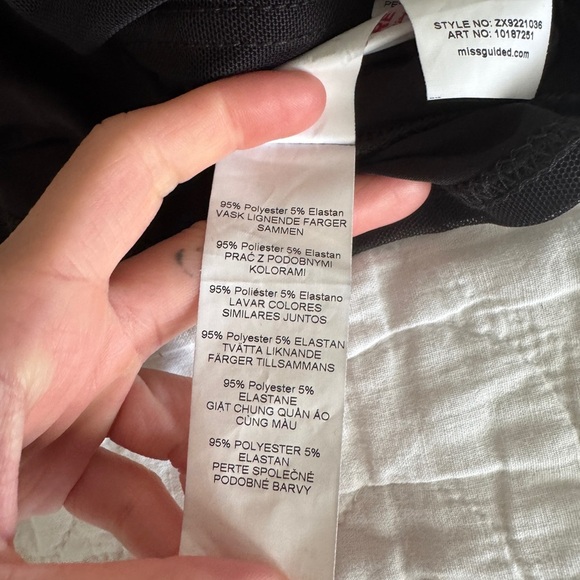 STYLE NO: ZX9221036
ART NO: 10187251
missguided.com
95% Polyester 5% Elastan
VASK LIGNENDE FARGER
SAMMEN
95% Poliester 5% Elastan
PRAĆ Z PODOBNYMI
KOLORAMI
95% Poliéster 5% Elastano
LAVAR COLORES
SIMILARES JUNTOS
95% Polyester 5% ELASTAN
TVÄTTA LIKNANDE
FÄRGER TILLSAMMANS
95% Polyester 5%
ELASTANE
GIẶT CHUNG QUẦN ÁO
CÙNG MÀU
95% POLYESTER 5%
ELASTAN
PERTE SPOLEČNĚ
PODOBNÉ BARVY